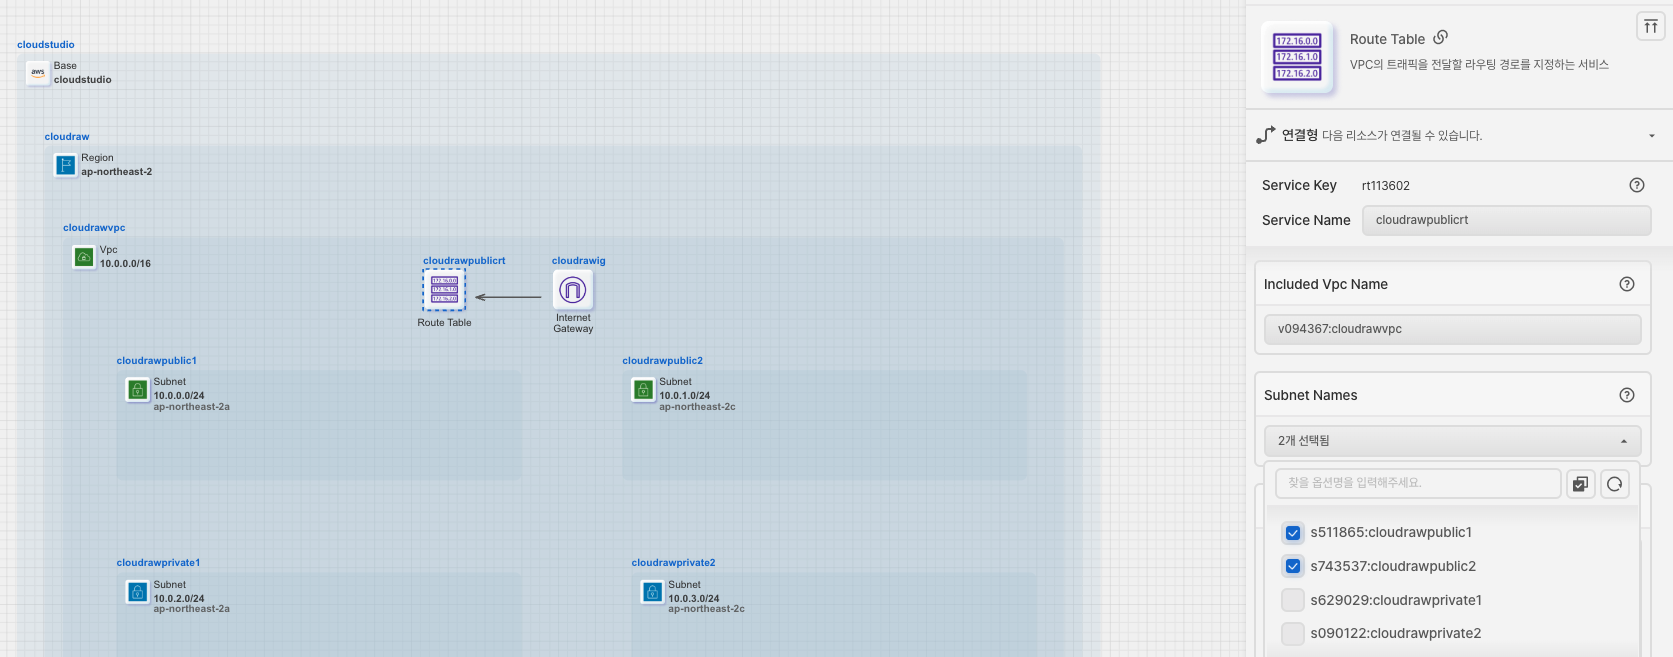 cloudstudio
aws
Base
cloudstudio
cloudraw
Region
ap-northeast-2
cloudrawvpc
Vpc
10.0.0.0/16
cloudrawpublicrt
172.16.0.0
172.16.1.0
172.16.2.0
Route Table
cloudrawig
Internet
Gateway
cloudrawpublic1
Subnet
10.0.0.0/24
ap-northeast-2a
cloudrawpublic2
Subnet
10.0.1.0/24
ap-northeast-2c
cloudrawprivate1
Subnet
10.0.2.0/24
ap-northeast-2a
cloudrawprivate2
Subnet
10.0.3.0/24
ap-northeast-2c
172.16.0.0
172.16.1.0
172.16.2.0
Route Table
VPC의 트래픽을 전달할 라우팅 경로를 지정하는 서비스
연결형 다음 리소스가 연결될 수 있습니다.
Service Key rt113602
Service Name cloudrawpublicrt
Included Vpc Name
v094367:cloudrawvpc
Subnet Names
2개 선택됨
찾을 옵션명을 입력해주세요.
s511865:cloudrawpublic1
s743537:cloudrawpublic2
s629029:cloudrawprivate1
s090122:cloudrawprivate2